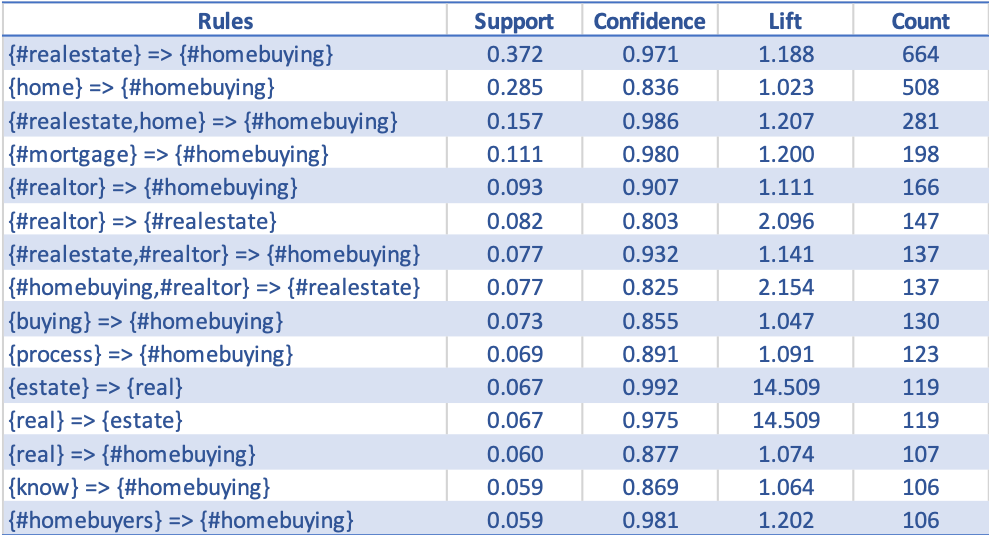 Rules Support Confidence Lift Count
{#realestate} => {#homebuying} 0.372 0.971 1.188 664
{home} => {#homebuying} 0.285 0.836 1.023 508
{#realestate,home} => {#homebuying} 0.157 0.986 1.207 281
{#mortgage} => {#homebuying} 0.111 0.980 1.200 198
{#realtor} => {#homebuying} 0.093 0.907 1.111 166
{#realtor} => {#realestate} 0.082 0.803 2.096 147
{#realestate,#realtor} => {#homebuying} 0.077 0.932 1.141 137
{#homebuying,#realtor} => {#realestate} 0.077 0.825 2.154 137
{buying} => {#homebuying} 0.073 0.855 1.047 130
{process} => {#homebuying} 0.069 0.891 1.091 123
{estate} => {real} 0.067 0.992 14.509 119
{real} => {estate} 0.067 0.975 14.509 119
{real} => {#homebuying} 0.060 0.877 1.074 107
{know} => {#homebuying} 0.059 0.869 1.064 106
{#homebuyers} => {#homebuying} 0.059 0.981 1.202 106